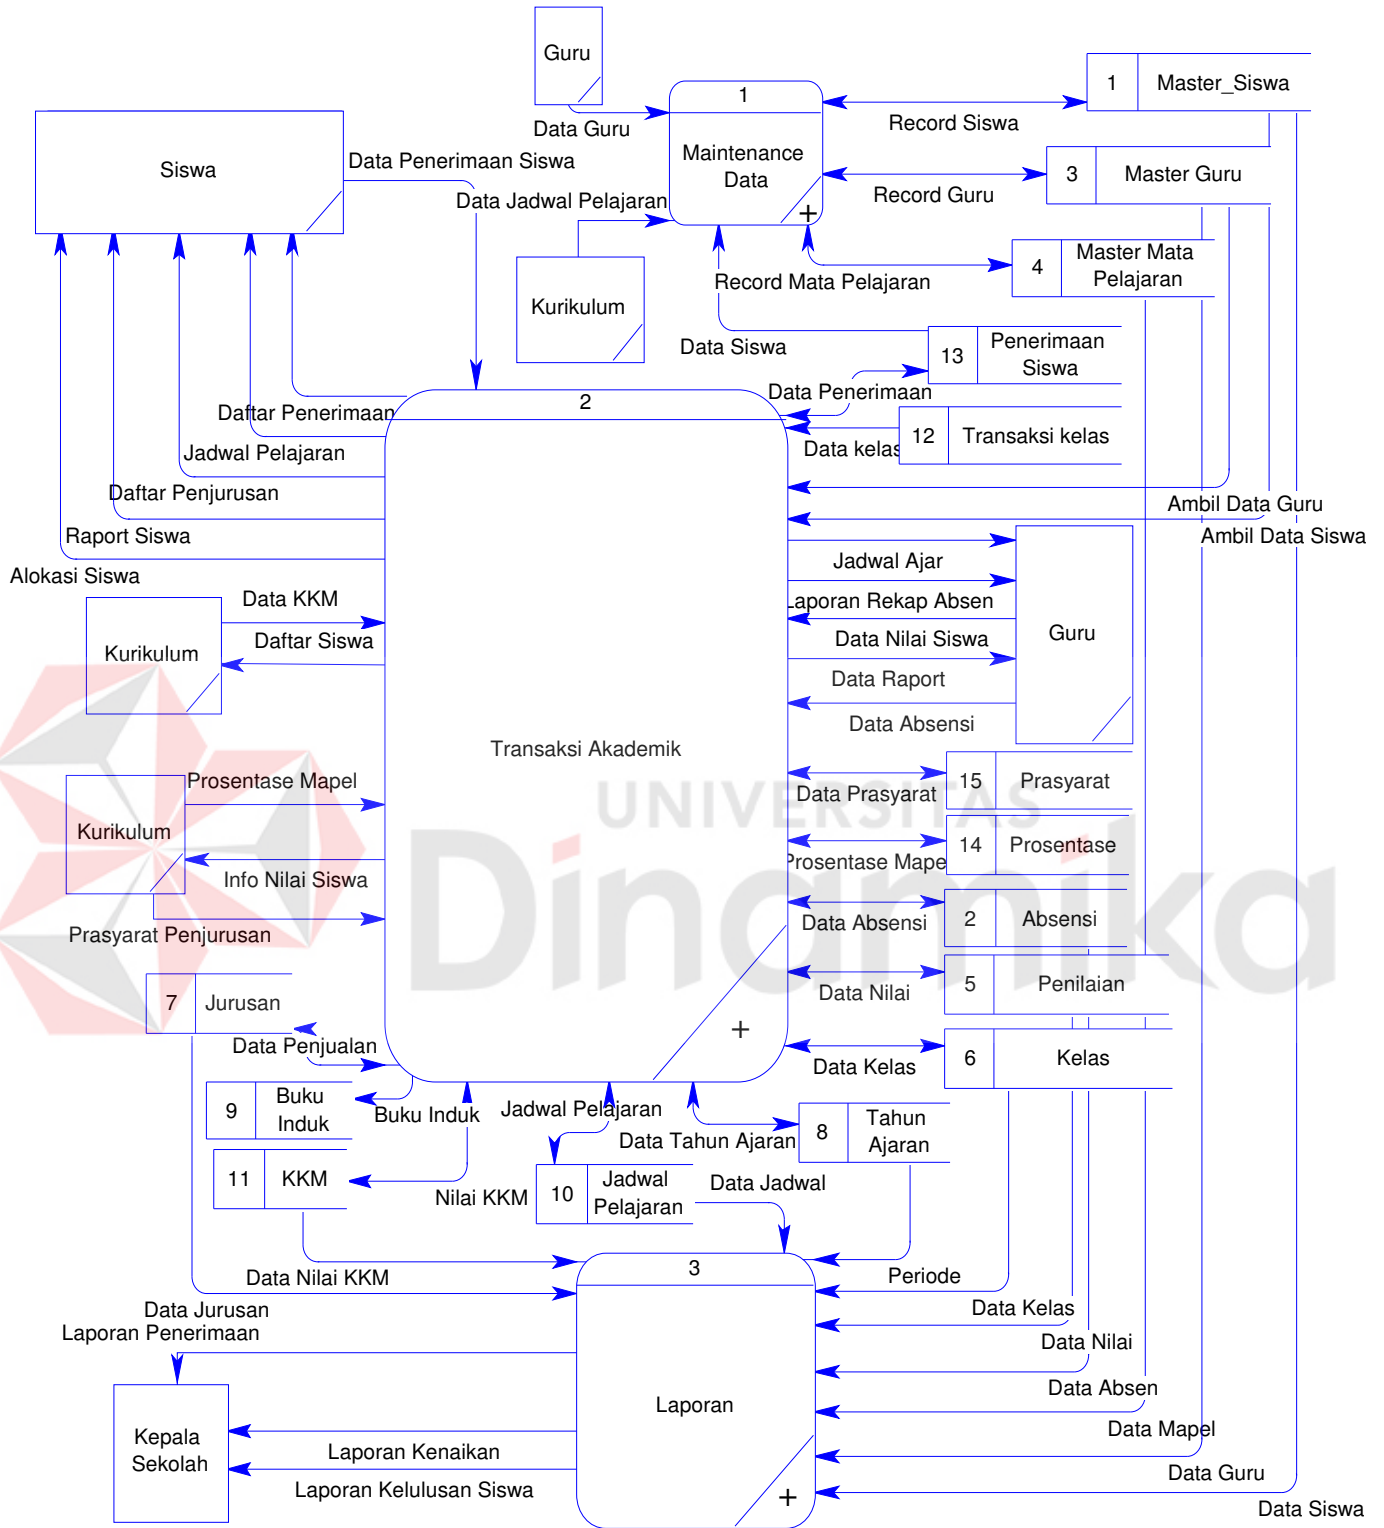 Guru
1
Master_Siswa
1
Record Siswa
Data Guru
Maintenance
Data
Siswa
Data Penerimaan Siswa
3
Master Guru
Record Guru
Data Jadwal Pelajaran
+
4
Master Mata
Pelajaran
Record Mata Pelajaran
Kurikulum
Data Siswa
13
Penerimaan
Siswa
Data Penerimaan
2
Daftar Penerimaan
12
Transaksi kelas
Data kelas
Jadwal Pelajaran
Daftar Penjurusan
Ambil Data Guru
Raport Siswa
Ambil Data Siswa
Alokasi Siswa
Jadwal Ajar
Data KKM
Laporan Rekap Absen
Daftar Siswa
Data Nilai Siswa
Guru
Kurikulum
Data Raport
Data Absensi
Transaksi Akademik
Prosentase Mapel
15
Prasyarat
Data Prasyarat
UNIVERSITAS
Dinamika
Kurikulum
14
Prosentase
Prosentase Mape
Info Nilai Siswa
2
Absensi
Data Absensi
Prasyarat Penjurusan
5
Penilaian
Data Nilai
7
Jurusan
+
Data Penjualan
6
Kelas
Data Kelas
9
Buku
Induk
Buku Induk
Jadwal Pelajaran
Data Tahun Ajaran
8
Tahun
Ajaran
11
KKM
Nilai KKM
10
Jadwal
Pelajaran
Data Jadwal
3
Data Nilai KKM
Periode
Data Jurusan
Data Kelas
Laporan Penerimaan
Data Nilai
Data Absen
Laporan
Data Mapel
Kepala
Sekolah
Laporan Kenaikan
Data Guru
Laporan Kelulusan Siswa
+
Data Siswa